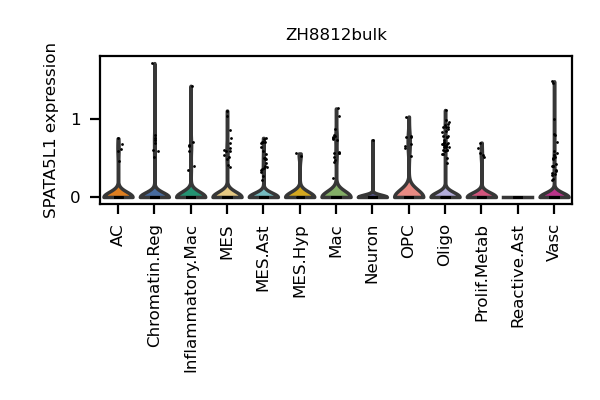 ZH8812bulk
SPATA5L1 expression
1
0
AC
Chromatin.Reg
Inflammatory.Mac
MES
MES.Ast
MES.Hyp
Mac
Neuron
OPC
Oligo
Prolif.Metab
Reactive.Ast
Vasc